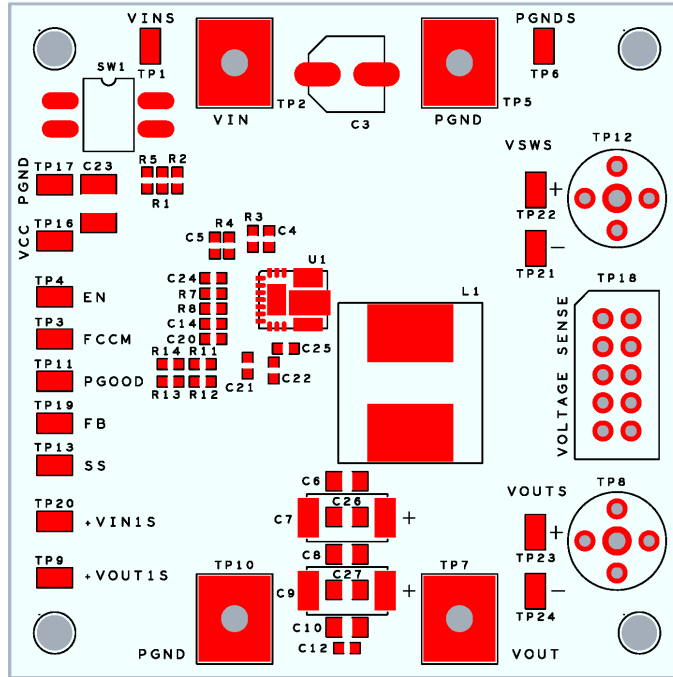 VINS
PGNDS
SW1
TP1
TP6
TP2
TP5
VIN
C3
PGND
TP12
VSWS
PGND
TP17
C23
R5
R2
R1
+
TP22
VCC
TP16
R3
R4
C5
C4
−
TP21
U1
TP4
EN
C24
R7
R8
C14
C20
L1
TP18
VOLTAGE SENSE
TP3
FCCM
C25
R14
R11
TP11
PGOOD
R13
R12
C21
C22
TP19
FB
TP13
SS
C6
C26
C7
+
VOUTS
TP8
TP20
+VIN1S
+
TP23
C8
C27
TP9
+VOUT1S
TP10
TP7
C9
+
−
TP24
C10
C12
PGND
VOUT